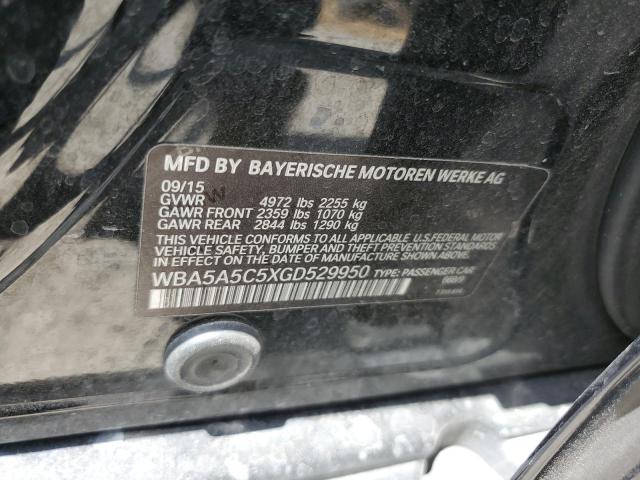 MFD BY BAYERISCHE MOTOREN WERKE AG
09/15
GVWR 4972 lbs 2255 kg
GAWR FRONT 2359 lbs 1070 kg
GAWR REAR 2844 lbs 1290 kg
THIS VEHICLE CONFORMS TO ALL APPLICABLE U.S. FEDERAL MOTOR
VEHICLE SAFETY, BUMPER, AND THEFT PREVENTION STANDARDS
IN EFFECT ON THE DATE OF MANUFACTURE SHOWN ABOVE.
WBA5A5C5XGD529950 TYPE: PASSENGER CAR